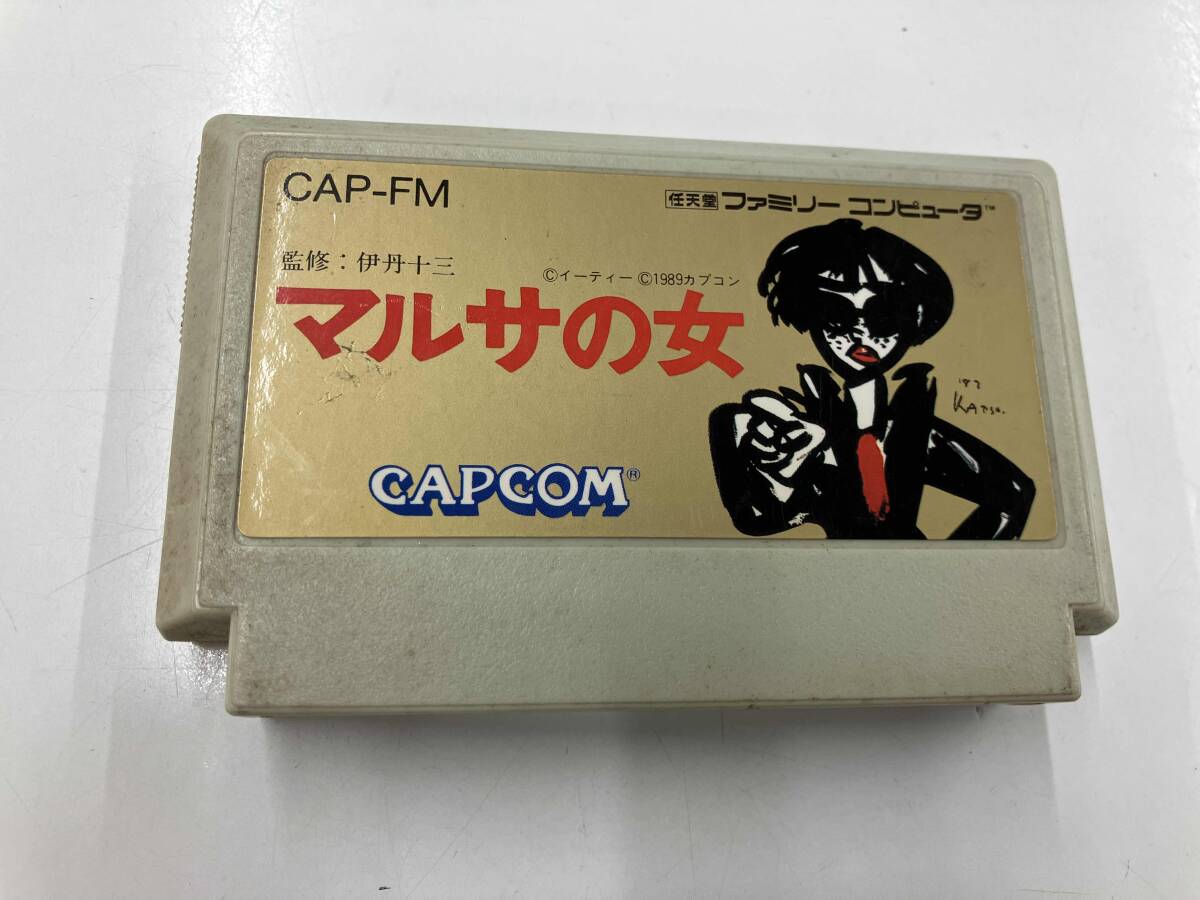 CAP-FM
任天堂 ファミリー コンピュータ™
監修：伊丹十三
©イーティー ©1989カプコン
マルサの女
'87
KATSU.
CAPCOM®